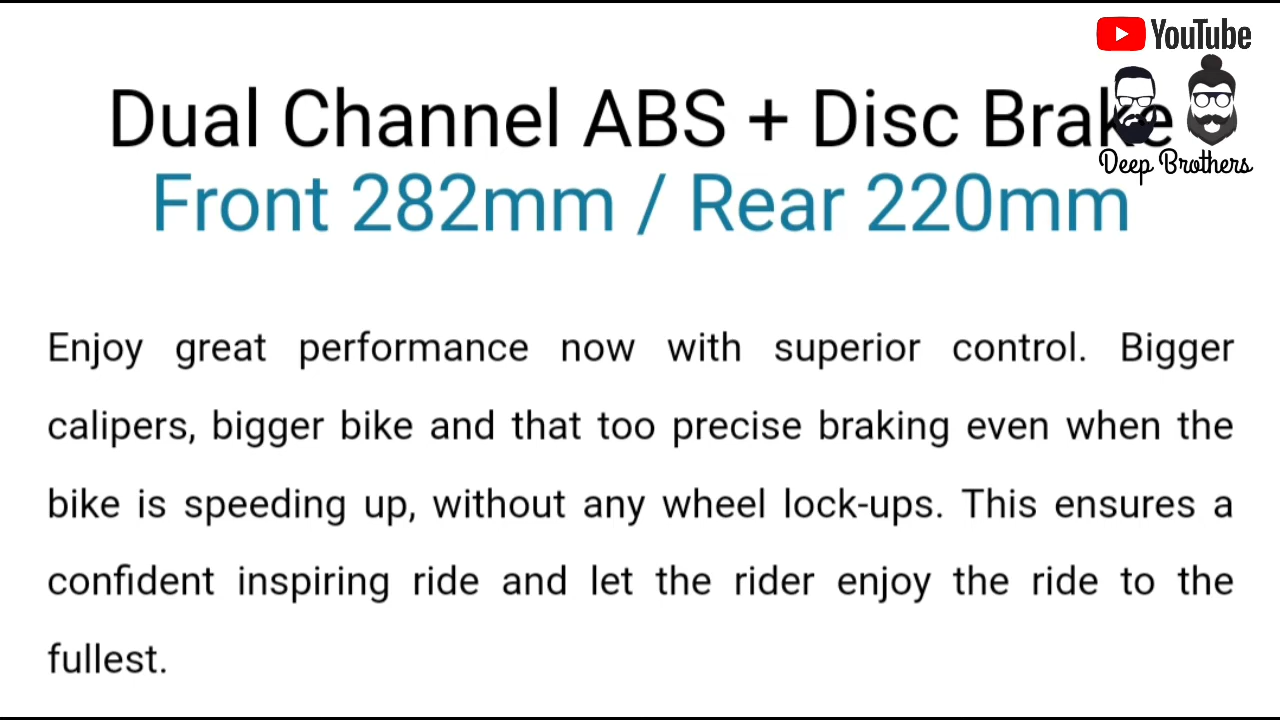 YouTube
Dual Channel ABS + Disc Brake
Deep Brothers
Front 282mm / Rear 220mm
Enjoy great performance now with superior control. Bigger
calipers, bigger bike and that too precise braking even when the
bike is speeding up, without any wheel lock-ups. This ensures a
confident inspiring ride and let the rider enjoy the ride to the
fullest.